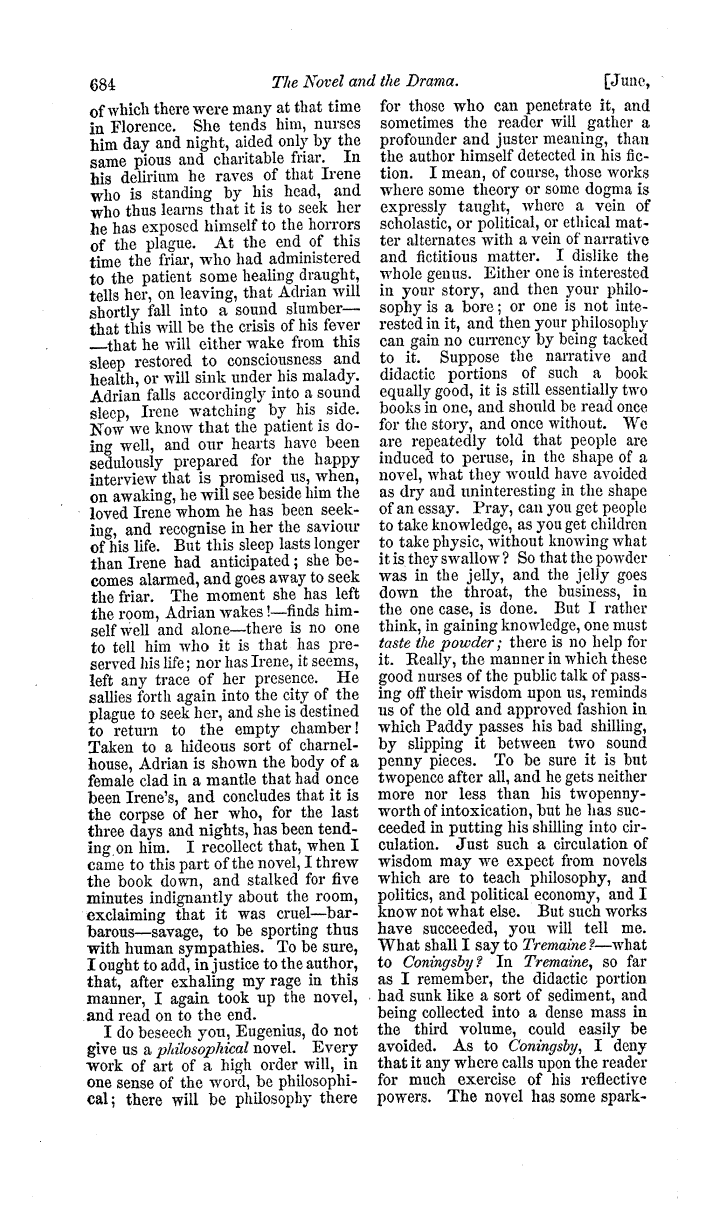 684 The Novel and the Drama. [June,
of which there were many at that time
in Florence. She tends him, nurses
him day and night, aided only by the
same pious and charitable friar. In
his delirium he raves of that Irene
who is standing by his head, and
who thus learns that it is to seek her
he has exposed himself to the horrors
of the plague. At the end of this
time the friar, who had administered
to the patient some healing draught,
tells her, on leaving, that Adrian will
shortly fall into a sound slumber—
that this will be the crisis of his fever
—that he will either wake from this
sleep restored to consciousness and
health, or will sink under his malady.
Adrian falls accordingly into a sound
sleep, Irene watching by his side.
Now we know that the patient is do-
ing well, and our hearts have been
sedulously prepared for the happy
interview that is promised us, when,
on awaking, he will see beside him the
loved Irene whom he has been seek-
ing, and recognise in her the saviour
of his life. But this sleep lasts longer
than Irene had anticipated; she be-
comes alarmed, and goes away to seek
the friar. The moment she has left
the room, Adrian wakes!—finds him-
self well and alone—there is no one
to tell him who it is that has pre-
served his life; nor has Irene, it seems,
left any trace of her presence. He
sallies forth again into the city of the
plague to seek her, and she is destined
to return to the empty chamber!
Taken to a hideous sort of charnel-
house, Adrian is shown the body of a
female clad in a mantle that had once
been Irene's, and concludes that it is
the corpse of her who, for the last
three days and nights, has been tend-
ing on him. I recollect that, when I
came to this part of the novel, I threw
the book down, and stalked for five
minutes indignantly about the room,
exclaiming that it was cruel—bar-
barous—savage, to be sporting thus
with human sympathies. To be sure,
I ought to add, in justice to the author,
that, after exhaling my rage in this
manner, I again took up the novel,
and read on to the end.
I do beseech you, Eugenius, do not
give us a philosophical novel. Every
work of art of a high order will, in
one sense of the word, be philosophi-
cal; there will be philosophy there
for those who can penetrate it, and
sometimes the reader will gather a
profounder and juster meaning, than
the author himself detected in his fic-
tion. I mean, of course, those works
where some theory or some dogma is
expressly taught, where a vein of
scholastic, or political, or ethical mat-
ter alternates with a vein of narrative
and fictitious matter. I dislike the
whole genus. Either one is interested
in your story, and then your philo-
sophy is a bore; or one is not inte-
rested in it, and then your philosophy
can gain no currency by being tacked
to it. Suppose the narrative and
didactic portions of such a book
equally good, it is still essentially two
books in one, and should be read once
for the story, and once without. We
are repeatedly told that people are
induced to peruse, in the shape of a
novel, what they would have avoided
as dry and uninteresting in the shape
of an essay. Pray, can you get people
to take knowledge, as you get children
to take physic, without knowing what
it is they swallow? So that the powder
was in the jelly, and the jelly goes
down the throat, the business, in
the one case, is done. But I rather
think, in gaining knowledge, one must
taste the powder; there is no help for
it. Really, the manner in which these
good nurses of the public talk of pass-
ing off their wisdom upon us, reminds
us of the old and approved fashion in
which Paddy passes his bad shilling,
by slipping it between two sound
penny pieces. To be sure it is but
twopence after all, and he gets neither
more nor less than his twopenny-
worth of intoxication, but he has suc-
ceeded in putting his shilling into cir-
culation. Just such a circulation of
wisdom may we expect from novels
which are to teach philosophy, and
politics, and political economy, and I
know not what else. But such works
have succeeded, you will tell me.
What shall I say to Tremaine?—what
to Coningsby? In Tremaine, so far
as I remember, the didactic portion
had sunk like a sort of sediment, and
being collected into a dense mass in
the third volume, could easily be
avoided. As to Coningsby, I deny
that it any where calls upon the reader
for much exercise of his reflective
powers. The novel has some spark-